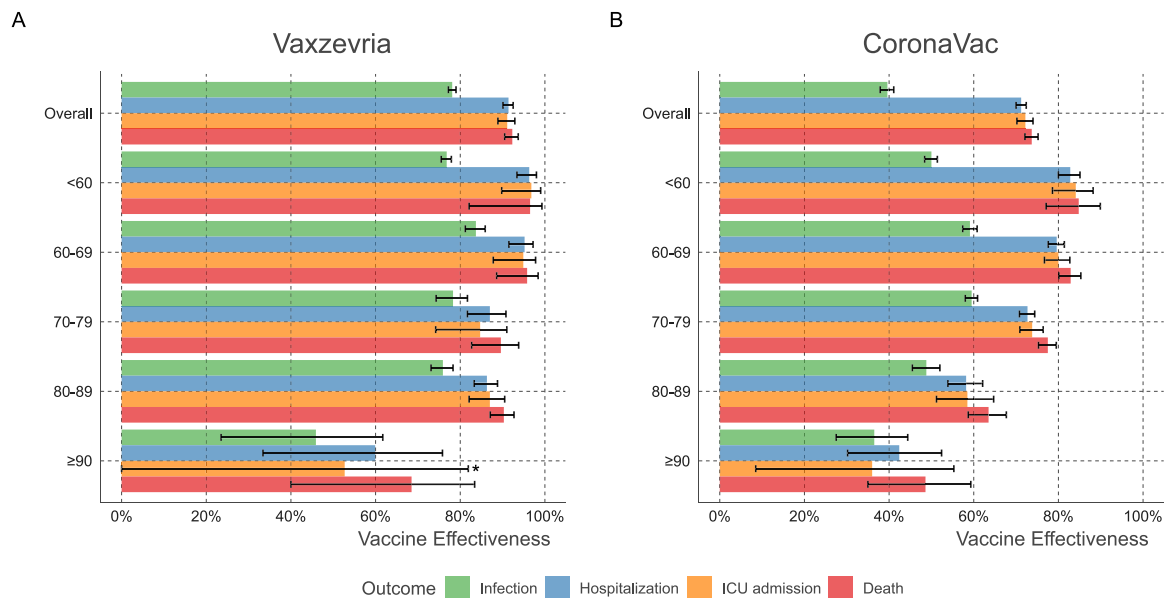 A
B
Vaxzevria
CoronaVac
Overall
<60
60-69
70-79
80-89
≥90
*
0% 20% 40% 60% 80% 100%
Vaccine Effectiveness
Overall
<60
60-69
70-79
80-89
≥90
0% 20% 40% 60% 80% 100%
Vaccine Effectiveness
Outcome Infection Hospitalization ICU admission Death